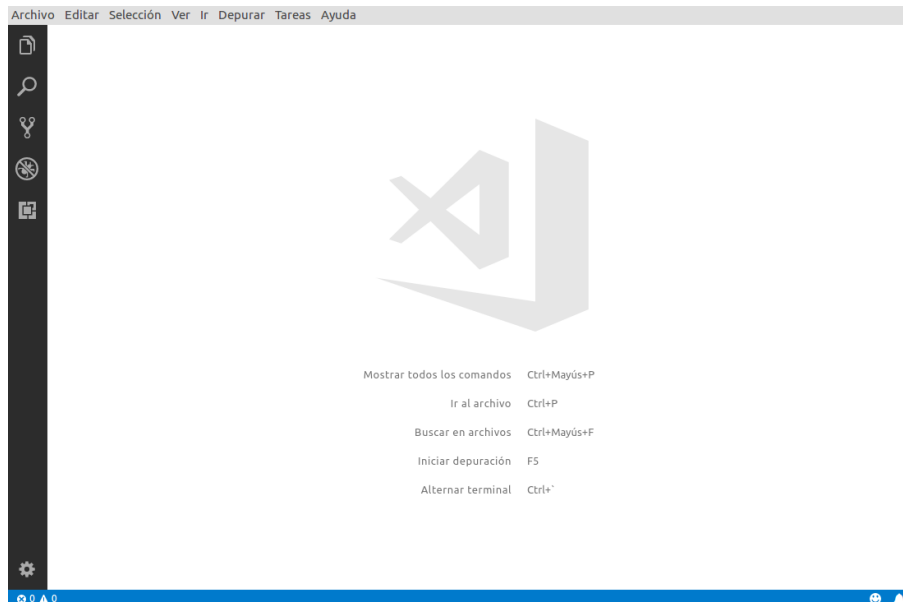 Archivo Editar Selección Ver Ir Depurar Tareas Ayuda
Mostrar todos los comandos Ctrl+Mayús+P
Ir al archivo Ctrl+P
Buscar en archivos Ctrl+Mayús+F
Iniciar depuración F5
Alternar terminal Ctrl+`
0 0